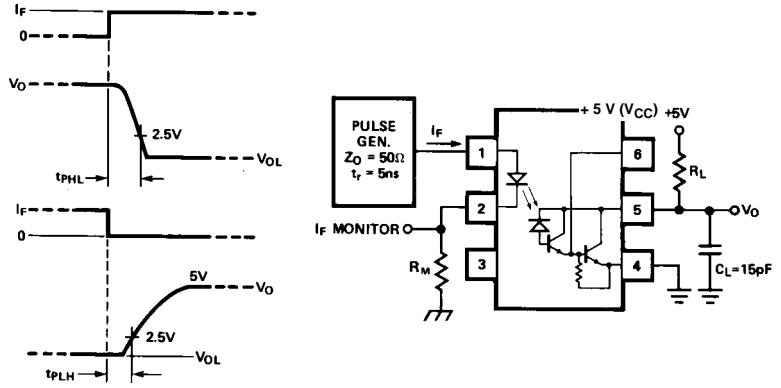 IF
0
VO
2.5V
VOL
tPHL
IF
0
5V
VO
2.5V
VOL
tPLH
PULSE
GEN.
ZO = 50Ω
tr = 5ns
IF
+ 5 V (VCC)
+5V
1
6
RL
2
5
VO
IF MONITOR
3
4
RM
CL=15pF